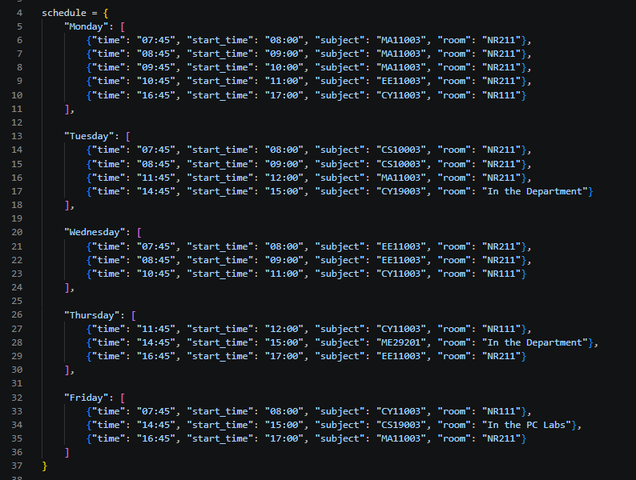 4 schedule = {
5 "Monday": [
6 {"time": "07:45", "start_time": "08:00", "subject": "MA11003", "room": "NR211"},
7 {"time": "08:45", "start_time": "09:00", "subject": "MA11003", "room": "NR211"},
8 {"time": "09:45", "start_time": "10:00", "subject": "MA11003", "room": "NR211"},
9 {"time": "10:45", "start_time": "11:00", "subject": "EE11003", "room": "NR211"},
10 {"time": "16:45", "start_time": "17:00", "subject": "CY11003", "room": "NR111"}
11 ],
12
13 "Tuesday": [
14 {"time": "07:45", "start_time": "08:00", "subject": "CS10003", "room": "NR211"},
15 {"time": "08:45", "start_time": "09:00", "subject": "CS10003", "room": "NR211"},
16 {"time": "11:45", "start_time": "12:00", "subject": "MA11003", "room": "NR211"},
17 {"time": "14:45", "start_time": "15:00", "subject": "CY19003", "room": "In the Department"}
18 ],
19
20 "Wednesday": [
21 {"time": "07:45", "start_time": "08:00", "subject": "EE11003", "room": "NR211"},
22 {"time": "08:45", "start_time": "09:00", "subject": "EE11003", "room": "NR211"},
23 {"time": "10:45", "start_time": "11:00", "subject": "CY11003", "room": "NR111"}
24 ],
25
26 "Thursday": [
27 {"time": "11:45", "start_time": "12:00", "subject": "CY11003", "room": "NR111"},
28 {"time": "14:45", "start_time": "15:00", "subject": "ME29201", "room": "In the Department"},
29 {"time": "16:45", "start_time": "17:00", "subject": "EE11003", "room": "NR211"}
30 ],
31
32 "Friday": [
33 {"time": "07:45", "start_time": "08:00", "subject": "CY11003", "room": "NR111"},
34 {"time": "14:45", "start_time": "15:00", "subject": "CS19003", "room": "In the PC Labs"},
35 {"time": "16:45", "start_time": "17:00", "subject": "MA11003", "room": "NR211"}
36 ]
37 }